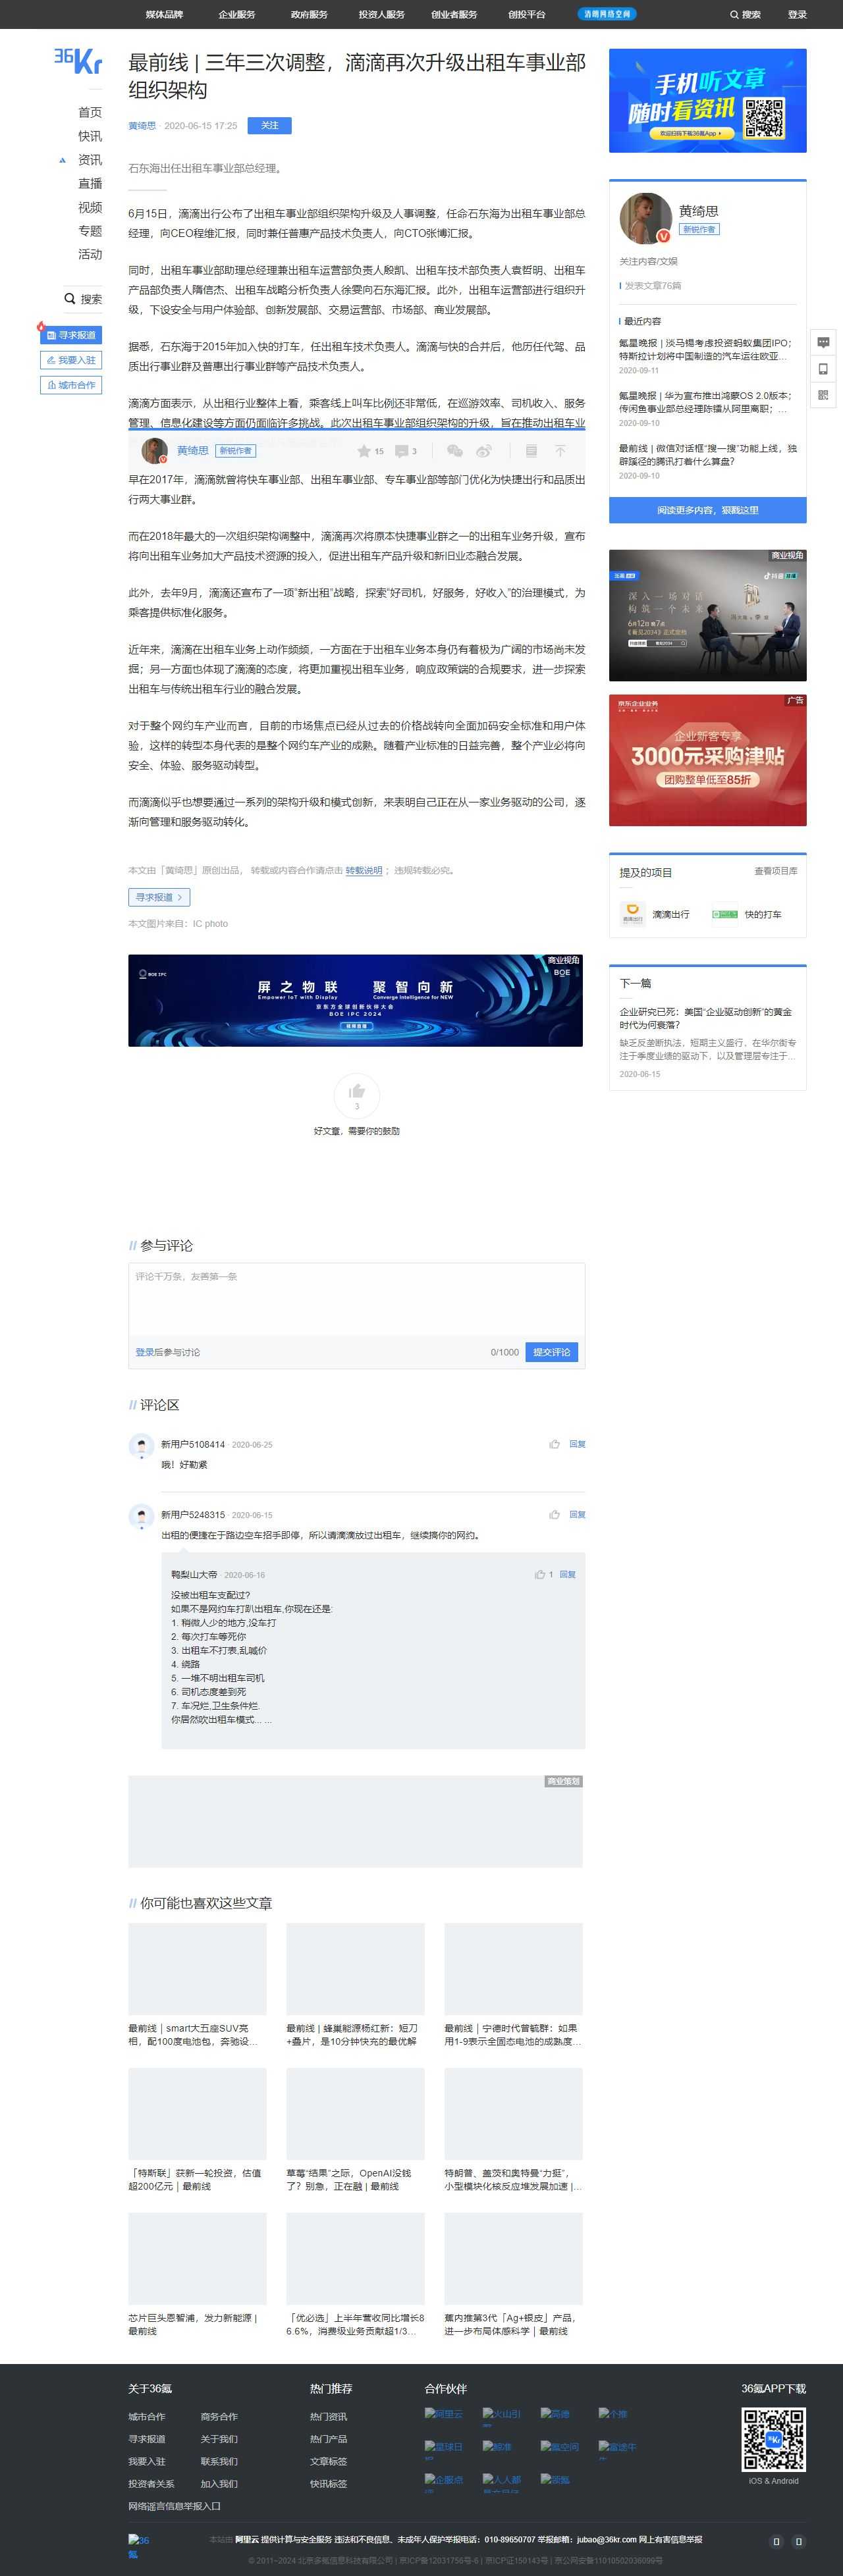 媒体品牌
企业服务
政府服务
投资人服务
创业者服务
创投平台
清朗网络空间
搜索
登录
36Kr
首页
快讯
资讯
直播
视频
专题
活动
搜索
寻求报道
我要入驻
城市合作
最前线 | 三年三次调整，滴滴再次升级出租车事业部
组织架构
黄绮思 · 2020-06-15 17:25
关注
石东海出任出租车事业部总经理。
6月15日，滴滴出行公布了出租车事业部组织架构升级及人事调整，任命石东海为出租车事业部总
经理，向CEO程维汇报，同时兼任普惠产品技术负责人，向CTO张博汇报。
同时，出租车事业部助理总经理兼出租车运营部负责人殷凯、出租车技术部负责人袁哲明、出租车
产品部负责人隋信杰、出租车战略分析负责人徐雯向石东海汇报。此外，出租车运营部进行组织升
级，下设安全与用户体验部、创新发展部、交易运营部、市场部、商业发展部。
据悉，石东海于2015年加入快的打车，任出租车技术负责人。滴滴与快的合并后，他历任代驾、品
质出行事业群及普惠出行事业群等产品技术负责人。
滴滴方面表示，从出租行业整体上看，乘客线上叫车比例还非常低，在巡游效率、司机收入、服务
管理、信息化建设等方面仍面临许多挑战。此次出租车事业部组织架构的升级，旨在推动出租车业
黄绮思
新锐作者
15
3
早在2017年，滴滴就曾将快车事业部、出租车事业部、专车事业部等部门优化为快捷出行和品质出
行两大事业群。
而在2018年最大的一次组织架构调整中，滴滴再次将原本快捷事业群之一的出租车业务升级，宣布
将向出租车业务加大产品技术资源的投入，促进出租车产品升级和新旧业态融合发展。
此外，去年9月，滴滴还宣布了一项“新出租”战略，探索“好司机，好服务，好收入”的治理模式，为
乘客提供标准化服务。
近年来，滴滴在出租车业务上动作频频，一方面在于出租车业务本身仍有着极为广阔的市场尚未发
掘；另一方面也体现了滴滴的态度，将更加重视出租车业务，响应政策端的合规要求，进一步探索
出租车与传统出租车行业的融合发展。
对于整个网约车产业而言，目前的市场焦点已经从过去的价格战转向全面加码安全标准和用户体
验，这样的转型本身代表的是整个网约车产业的成熟。随着产业标准的日益完善，整个产业必将向
安全、体验、服务驱动转型。
而滴滴似乎也想要通过一系列的架构升级和模式创新，来表明自己正在从一家业务驱动的公司，逐
渐向管理和服务驱动转化。
本文由「黄绮思」原创出品， 转载或内容合作请点击 转载说明 ；违规转载必究。
寻求报道
本文图片来自：IC photo
商业视角
BOE
BOE IPC
屏之物联 聚智向新
Empower IoT with Display Converge Intelligence for NEW
京东方全球创新伙伴大会
BOE IPC 2024
3
好文章，需要你的鼓励
参与评论
评论千万条，友善第一条
登录后参与讨论
0/1000
提交评论
评论区
新用户5108414 · 2020-06-25
回复
哦！好勒紧
新用户5248315 · 2020-06-15
回复
出租的便捷在于路边空车招手即停，所以请滴滴放过出租车，继续搞你的网约。
鸭梨山大帝 · 2020-06-16
1 回复
没被出租车支配过?
如果不是网约车打趴出租车,你现在还是:
1. 稍微人少的地方,没车打
2. 每次打车等死你
3. 出租车不打表,乱喊价
4. 绕路
5. 一堆不明出租车司机
6. 司机态度差到死
7. 车况烂,卫生条件烂.
你居然吹出租车模式... ...
商业策划
你可能也喜欢这些文章
最前线｜smart大五座SUV亮
相，配100度电池包，奔驰设...
最前线 | 蜂巢能源杨红新：短刀
+叠片，是10分钟快充的最优解
最前线｜宁德时代曾毓群：如果
用1-9表示全固态电池的成熟度...
「特斯联」获新一轮投资，估值
超200亿元｜最前线
草莓“结果”之际，OpenAI没钱
了？别急，正在融 | 最前线
特朗普、盖茨和奥特曼“力挺”，
小型模块化核反应堆发展加速 |...
芯片巨头恩智浦，发力新能源 |
最前线
「优必选」上半年营收同比增长8
6.6%，消费级业务贡献超1/3...
蕉内推第3代「Ag+银皮」产品，
进一步布局体感科学｜最前线
手机听文章
随时看资讯
欢迎扫码下载36氪App
黄绮思
新锐作者
关注内容/文娱
发表文章76篇
最近内容
氪星晚报 | 淡马锡考虑投资蚂蚁集团IPO；
特斯拉计划将中国制造的汽车运往欧亚...
2020-09-11
氪星晚报 | 华为宣布推出鸿蒙OS 2.0版本；
传闲鱼事业部总经理陈镭从阿里离职；...
2020-09-10
最前线 | 微信对话框“搜一搜”功能上线，独
辟蹊径的腾讯打着什么算盘？
2020-09-10
阅读更多内容，狠戳这里
商业视角
深入一场对话
构筑一个未来
6月12日 晚7点
广告
京东企业业务
企业新客专享
3000元采购津贴
团购整单低至85折
提及的项目
查看项目库
滴滴出行
快的打车
下一篇
企业研究已死：美国“企业驱动创新”的黄金
时代为何衰落？
缺乏反垄断执法，短期主义盛行，在华尔街专
注于季度业绩的驱动下，以及管理层专注于...
2020-06-15
关于36氪
城市合作
商务合作
寻求报道
关于我们
我要入驻
联系我们
投资者关系
加入我们
网络谣言信息举报入口
热门推荐
热门资讯
热门产品
文章标签
快讯标签
合作伙伴
阿里云
火山引
个推
氪空间
富途牛
企服点
人人都
领氪
36氪APP下载
iOS & Android
36
氪
本站由 阿里云 提供计算与安全服务 违法和不良信息、未成年人保护举报电话：010-89650707 举报邮箱：jubao@36kr.com 网上有害信息举报
© 2011~2024 北京多氪信息科技有限公司 | 京ICP备12031756号-6 | 京ICP证150143号 | 京公网安备11010502036099号